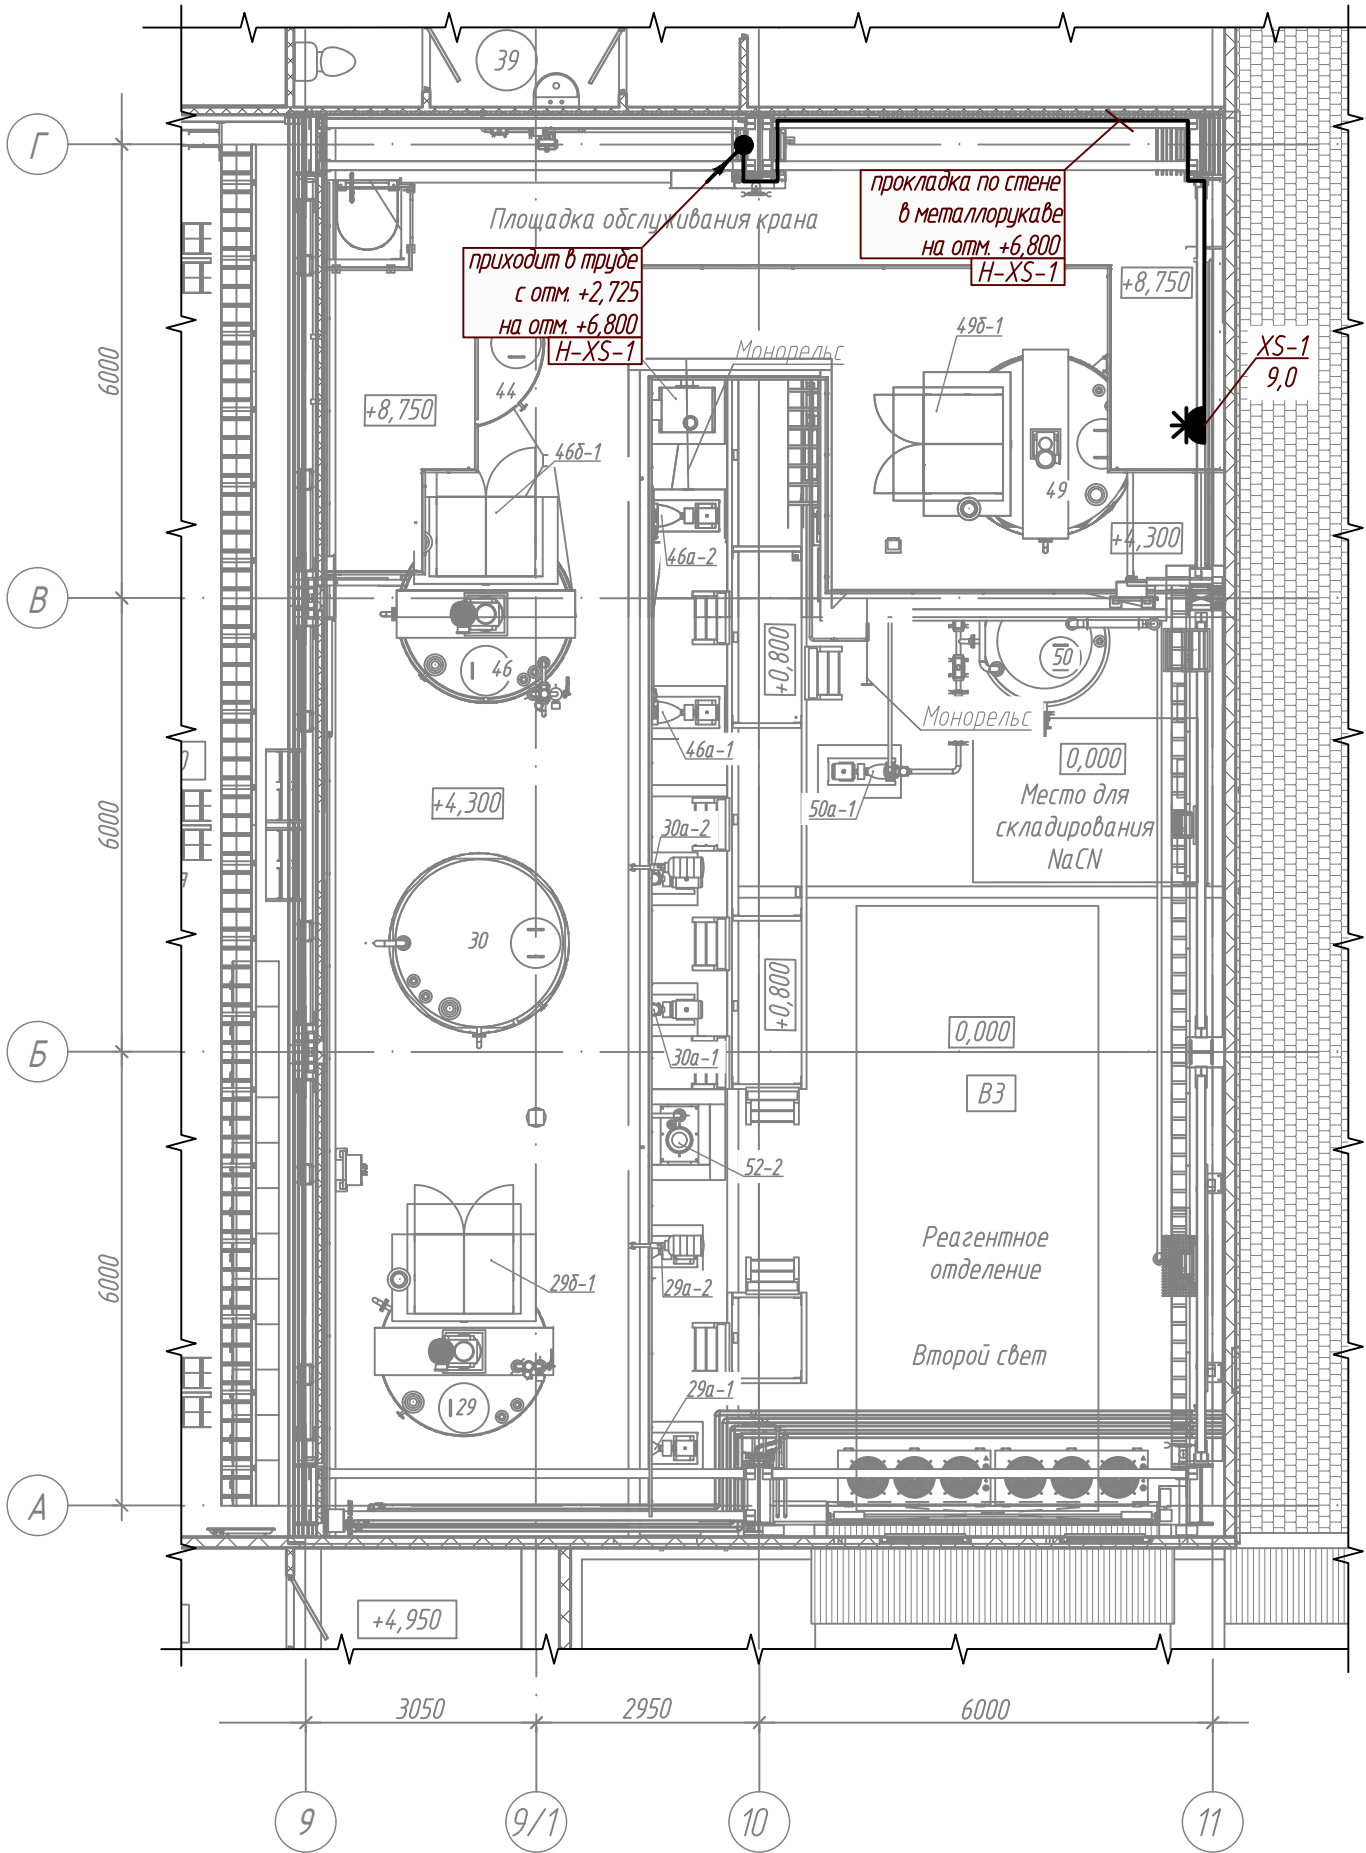 39
Г
прокладка по стене
в металлорукаве
на отм. +6,800
Н-XS-1
Площадка обслуживания крана
приходит в трубе
с отм. +2,725
на отм. +6,800
Н-XS-1
+8,750
XS-1
9,0
49б-1
Монорельс
6000
44
+8,750
46б-1
49
+4,300
46а-2
В
+0,800
50
46
Монорельс
46а-1
0,000
Место для
складирования
NaCN
50а-1
+4,300
6000
30а-2
30
+0,800
0,000
Б
30а-1
В3
52-2
Реагентное
отделение
6000
29б-1
29а-2
Второй свет
29а-1
29
А
+4,950
3050
2950
6000
9
9/1
10
11